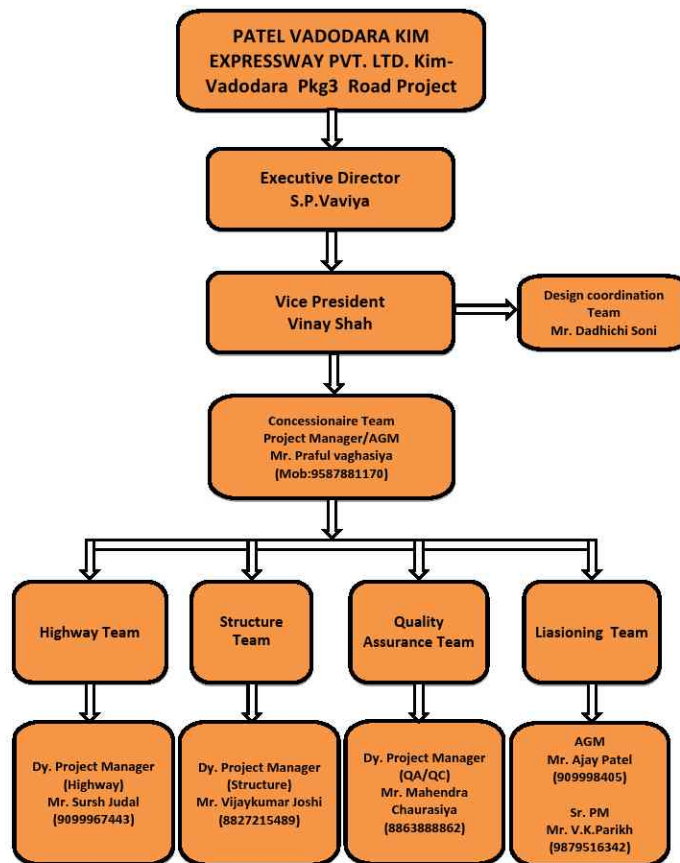 PATEL VADODARA KIM
EXPRESSWAY PVT. LTD. Kim-
Vadodara Pkg3 Road Project
Executive Director
S.P.Vaviya
Vice President
Vinay Shah
Design coordination
Team
Mr. Dadhichi Soni
Concessionaire Team
Project Manager/AGM
Mr. Praful vaghasiya
(Mob:9587881170)
Highway Team
Structure
Team
Quality
Assurance Team
Liasioning Team
Dy. Project Manager
(Highway)
Mr. Sursh Judal
(9099967443)
Dy. Project Manager
(Structure)
Mr. Vijaykumar Joshi
(8827215489)
Dy. Project Manager
(QA/QC)
Mr. Mahendra
Chaurasiya
(8863888862)
AGM
Mr. Ajay Patel
(909998405)
Sr. PM
Mr. V.K.Parikh
(9879516342)